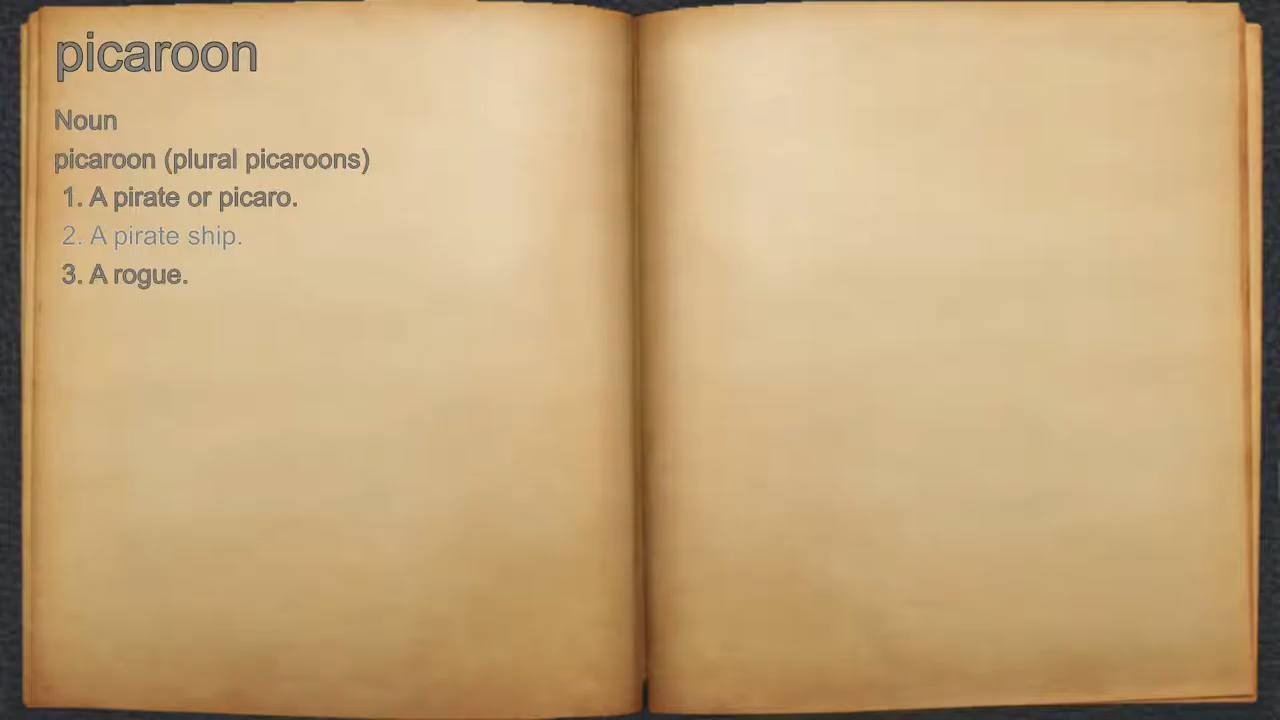 picaroon
Noun
picaroon (plural picaroons)
1. A pirate or picaro.
2. A pirate ship.
3. A rogue.